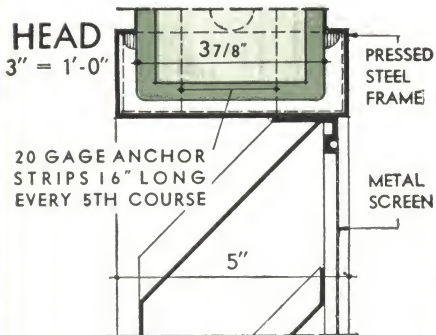 HEAD
3" = 1'-0"
3 7/8"
PRESSED
STEEL
FRAME
20 GAGE ANCHOR
STRIPS 16" LONG
EVERY 5TH COURSE
METAL
SCREEN
5"